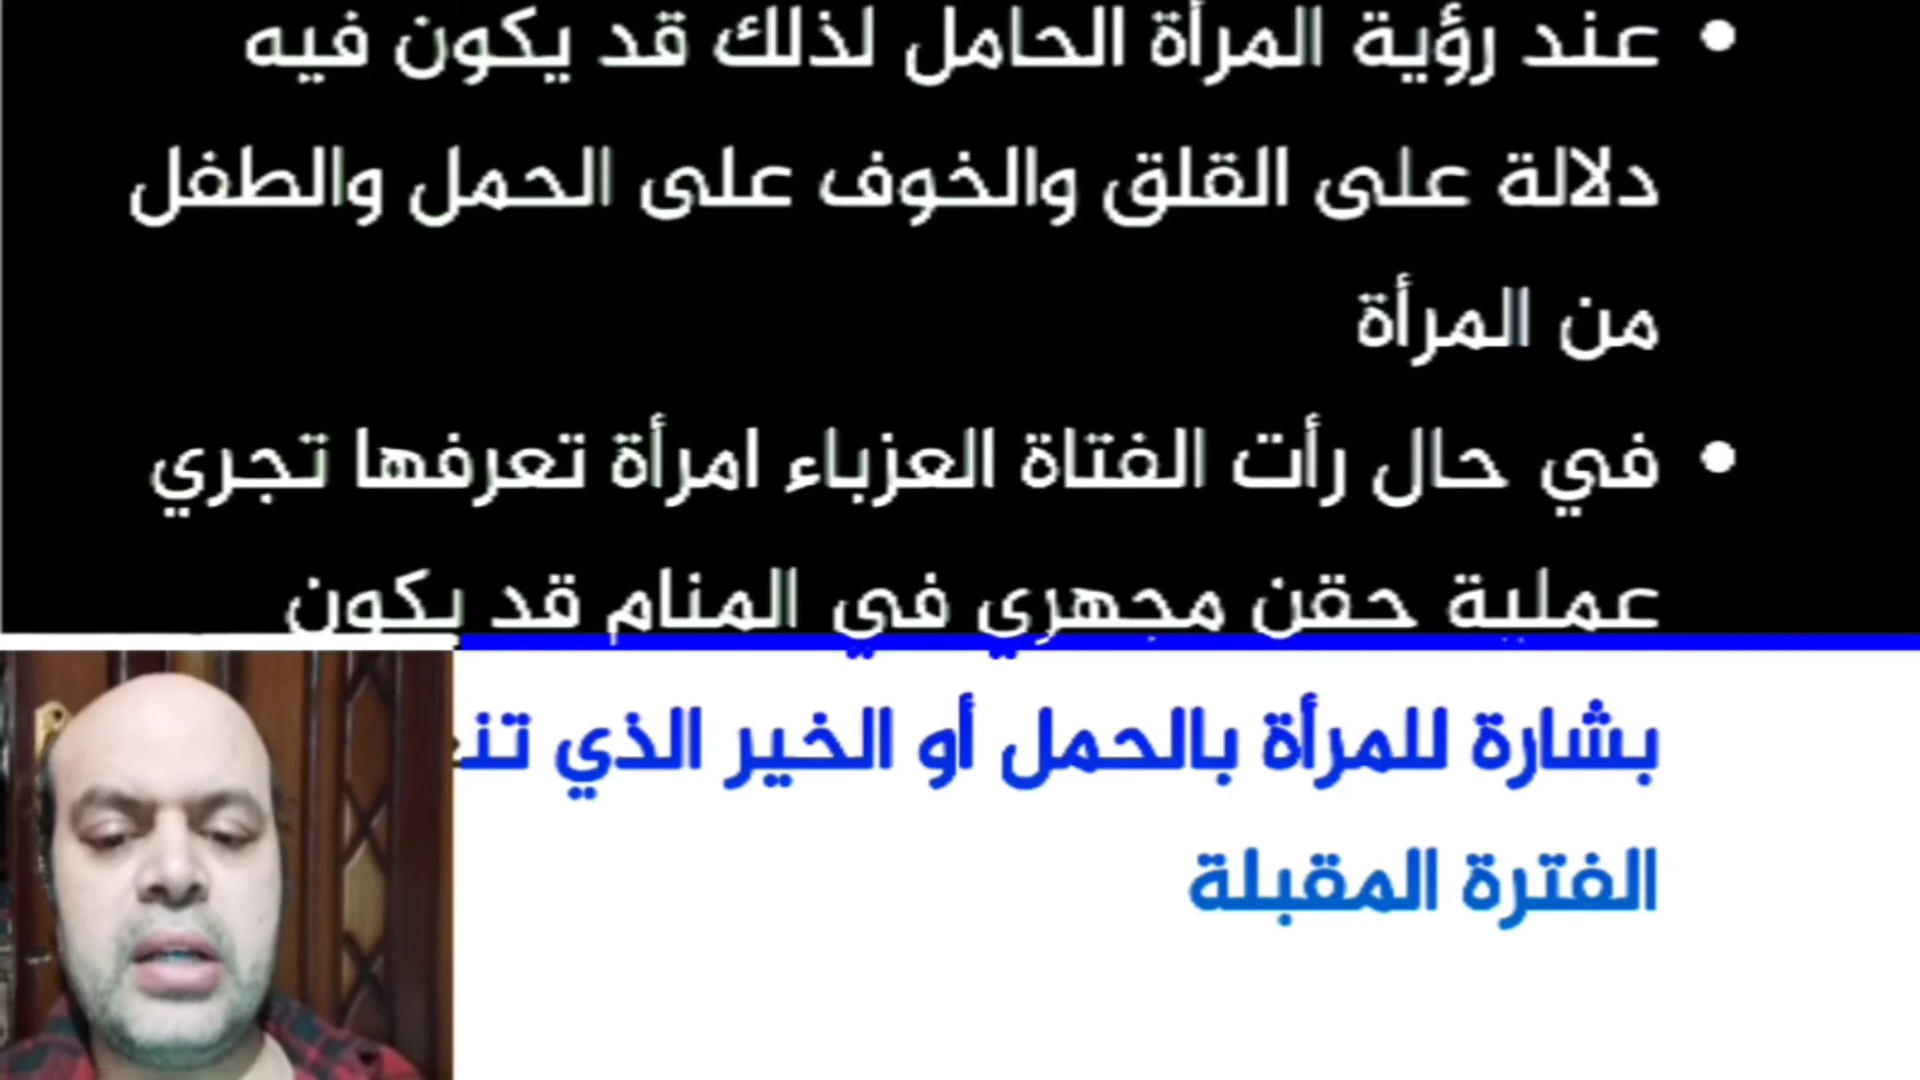 • عند رؤية المرأة الحامل لذلك قد يكون فيه
دلالة على القلق والخوف على الحمل والطفل
من المرأة
• في حال رأت الفتاة العزباء امرأة تعرفها تجري
عملية حقن مجهري في المنام قد يكون
بشارة للمرأة بالحمل أو الخير الذي
الفترة المقبلة